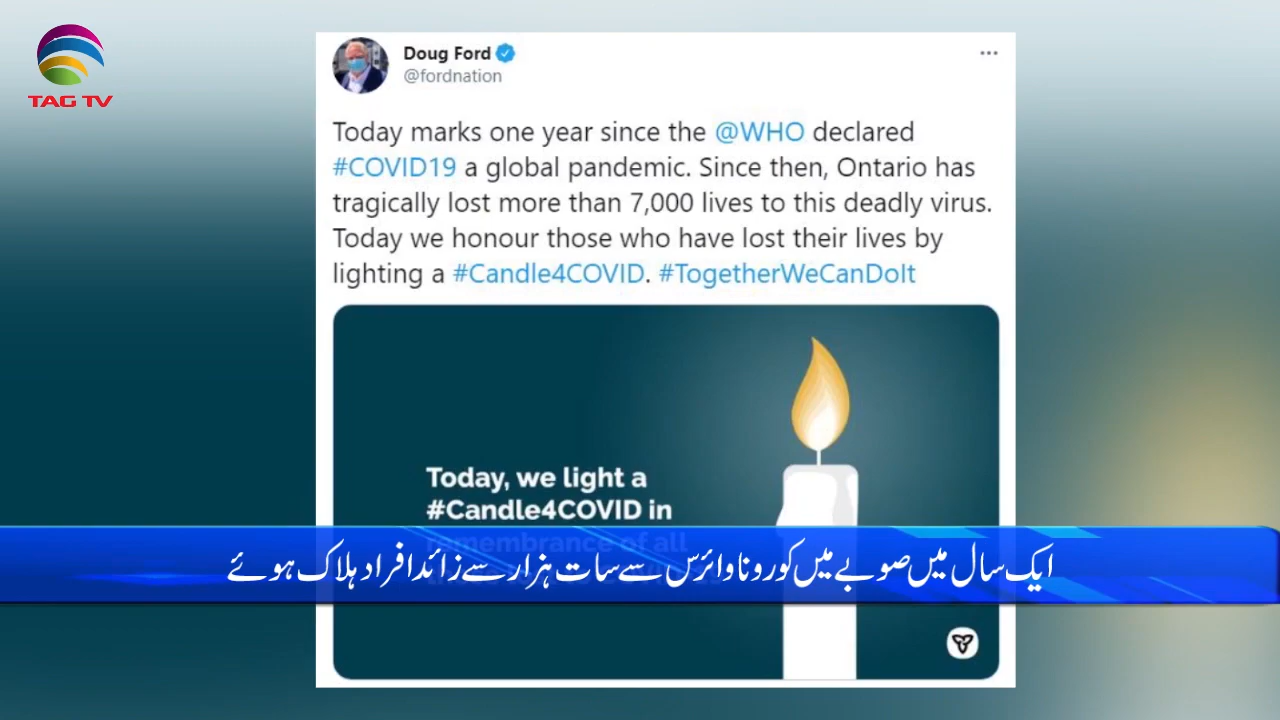 TAG TV
Doug Ford
@fordnation
Today marks one year since the @WHO declared
#COVID19 a global pandemic. Since then, Ontario has
tragically lost more than 7,000 lives to this deadly virus.
Today we honour those who have lost their lives by
lighting a #Candle4COVID. #TogetherWeCanDoIt
Today, we light a
#Candle4COVID in
remembrance of all
ایک سال میں صوبے میں کورونا وائرس سے سات ہزار سے زائد افراد ہلاک ہوئے